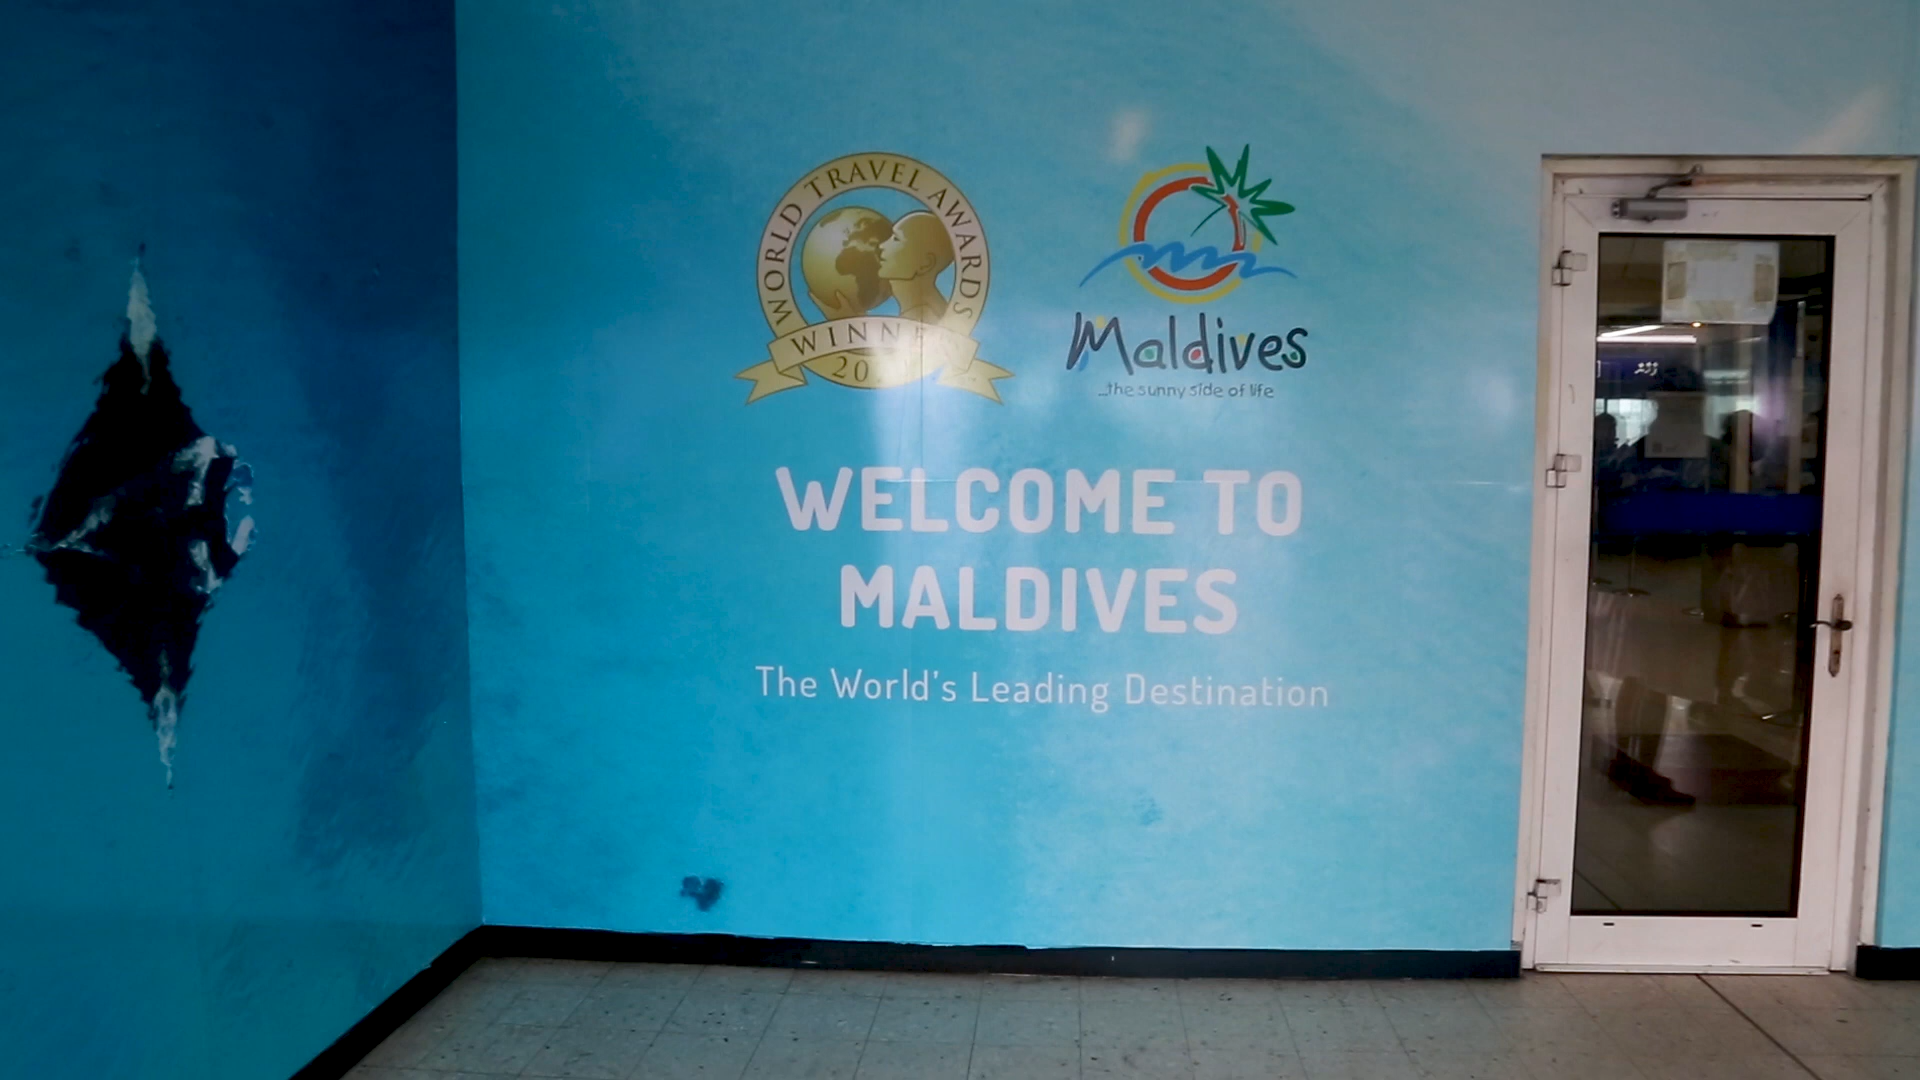 WORLD TRAVEL AWARDS
WINNER
Maldives
...the sunny side of life
WELCOME TO
MALDIVES
The World's Leading Destination